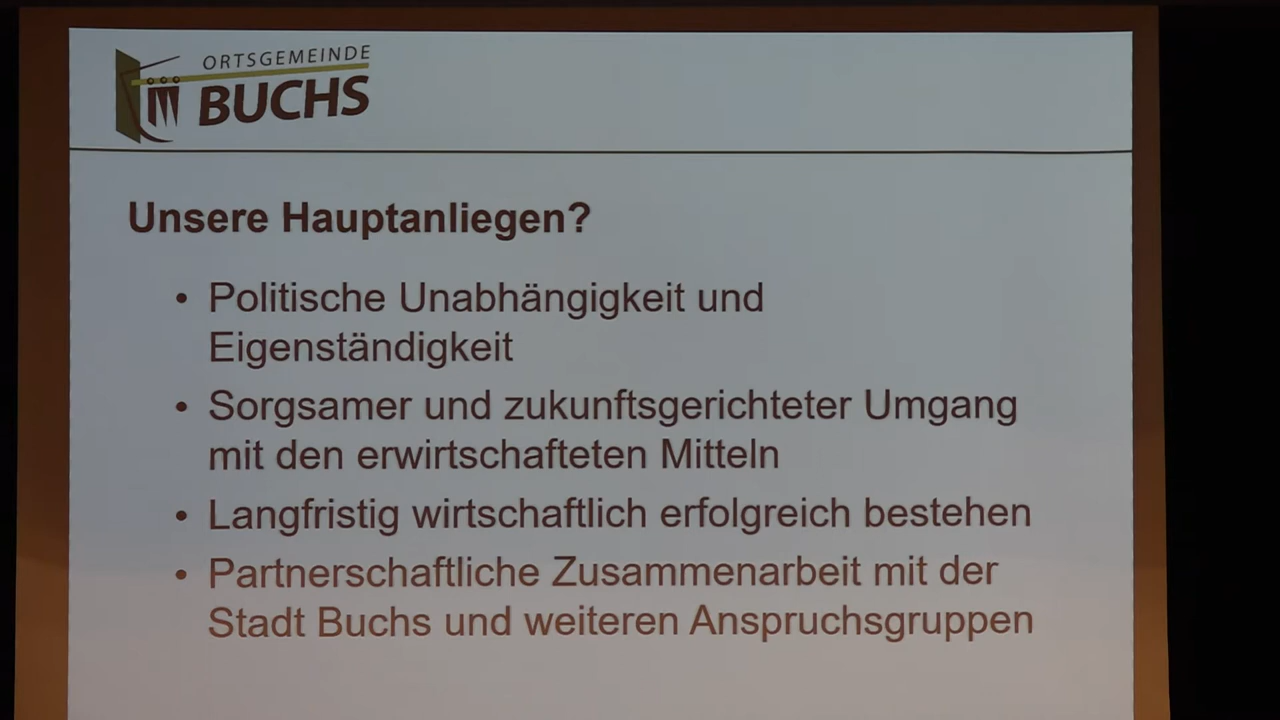 ORTSGEMEINDE
BUCHS
Unsere Hauptanliegen?
• Politische Unabhängigkeit und
Eigenständigkeit
• Sorgsamer und zukunftsgerichteter Umgang
mit den erwirtschafteten Mitteln
• Langfristig wirtschaftlich erfolgreich bestehen
• Partnerschaftliche Zusammenarbeit mit der
Stadt Buchs und weiteren Anspruchsgruppen